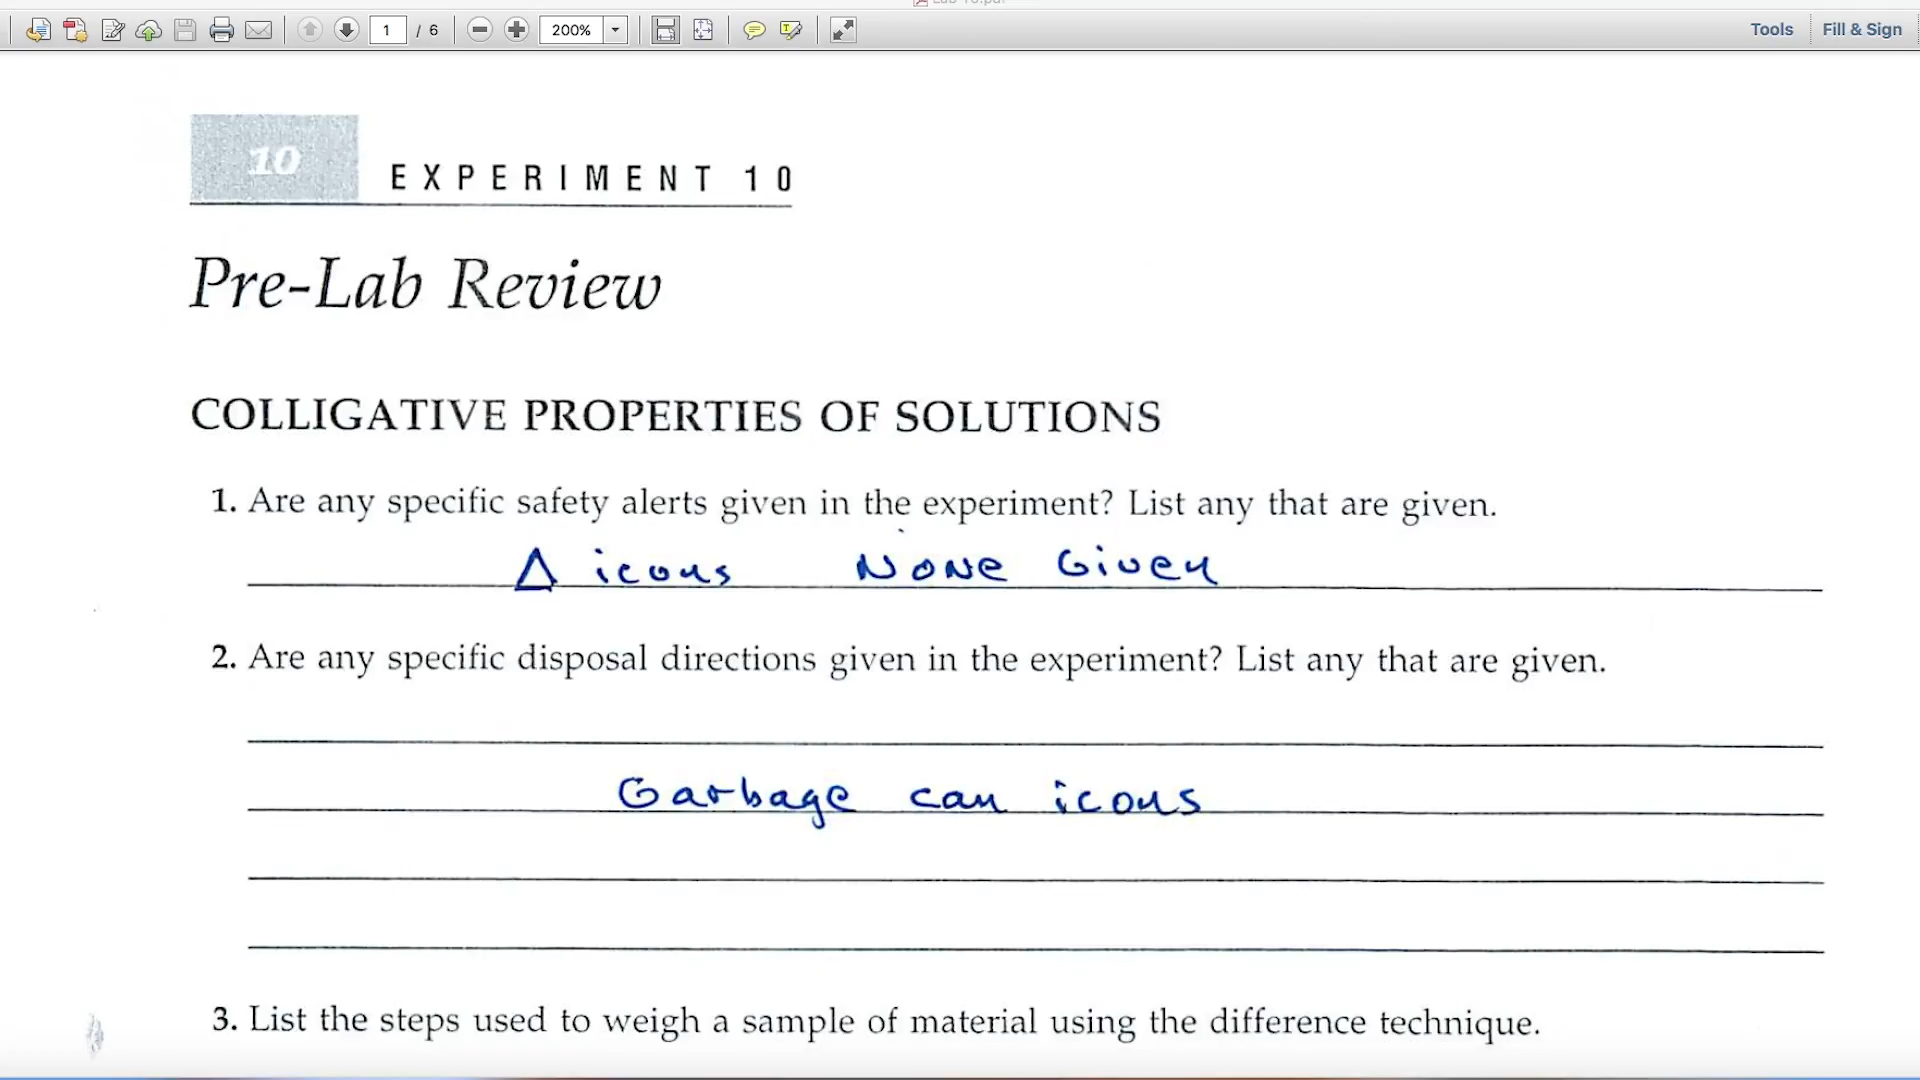 1 / 6 200% Tools Fill & Sign
10 EXPERIMENT 10
Pre-Lab Review
COLLIGATIVE PROPERTIES OF SOLUTIONS
1. Are any specific safety alerts given in the experiment? List any that are given.
Δ icons None Given
2. Are any specific disposal directions given in the experiment? List any that are given.
Garbage can icons
3. List the steps used to weigh a sample of material using the difference technique.